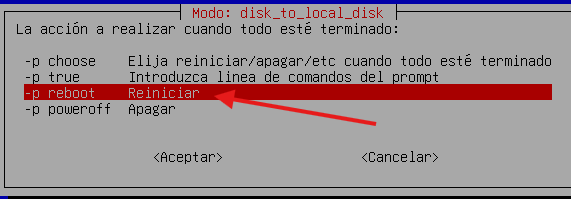 Modo: disk_to_local_disk
La acción a realizar cuando todo esté terminado:
-p choose Elija reiniciar/apagar/etc cuando todo esté terminado
-p true Introduzca linea de comandos del prompt
-p reboot Reiniciar
-p poweroff Apagar
<Aceptar> <Cancelar>